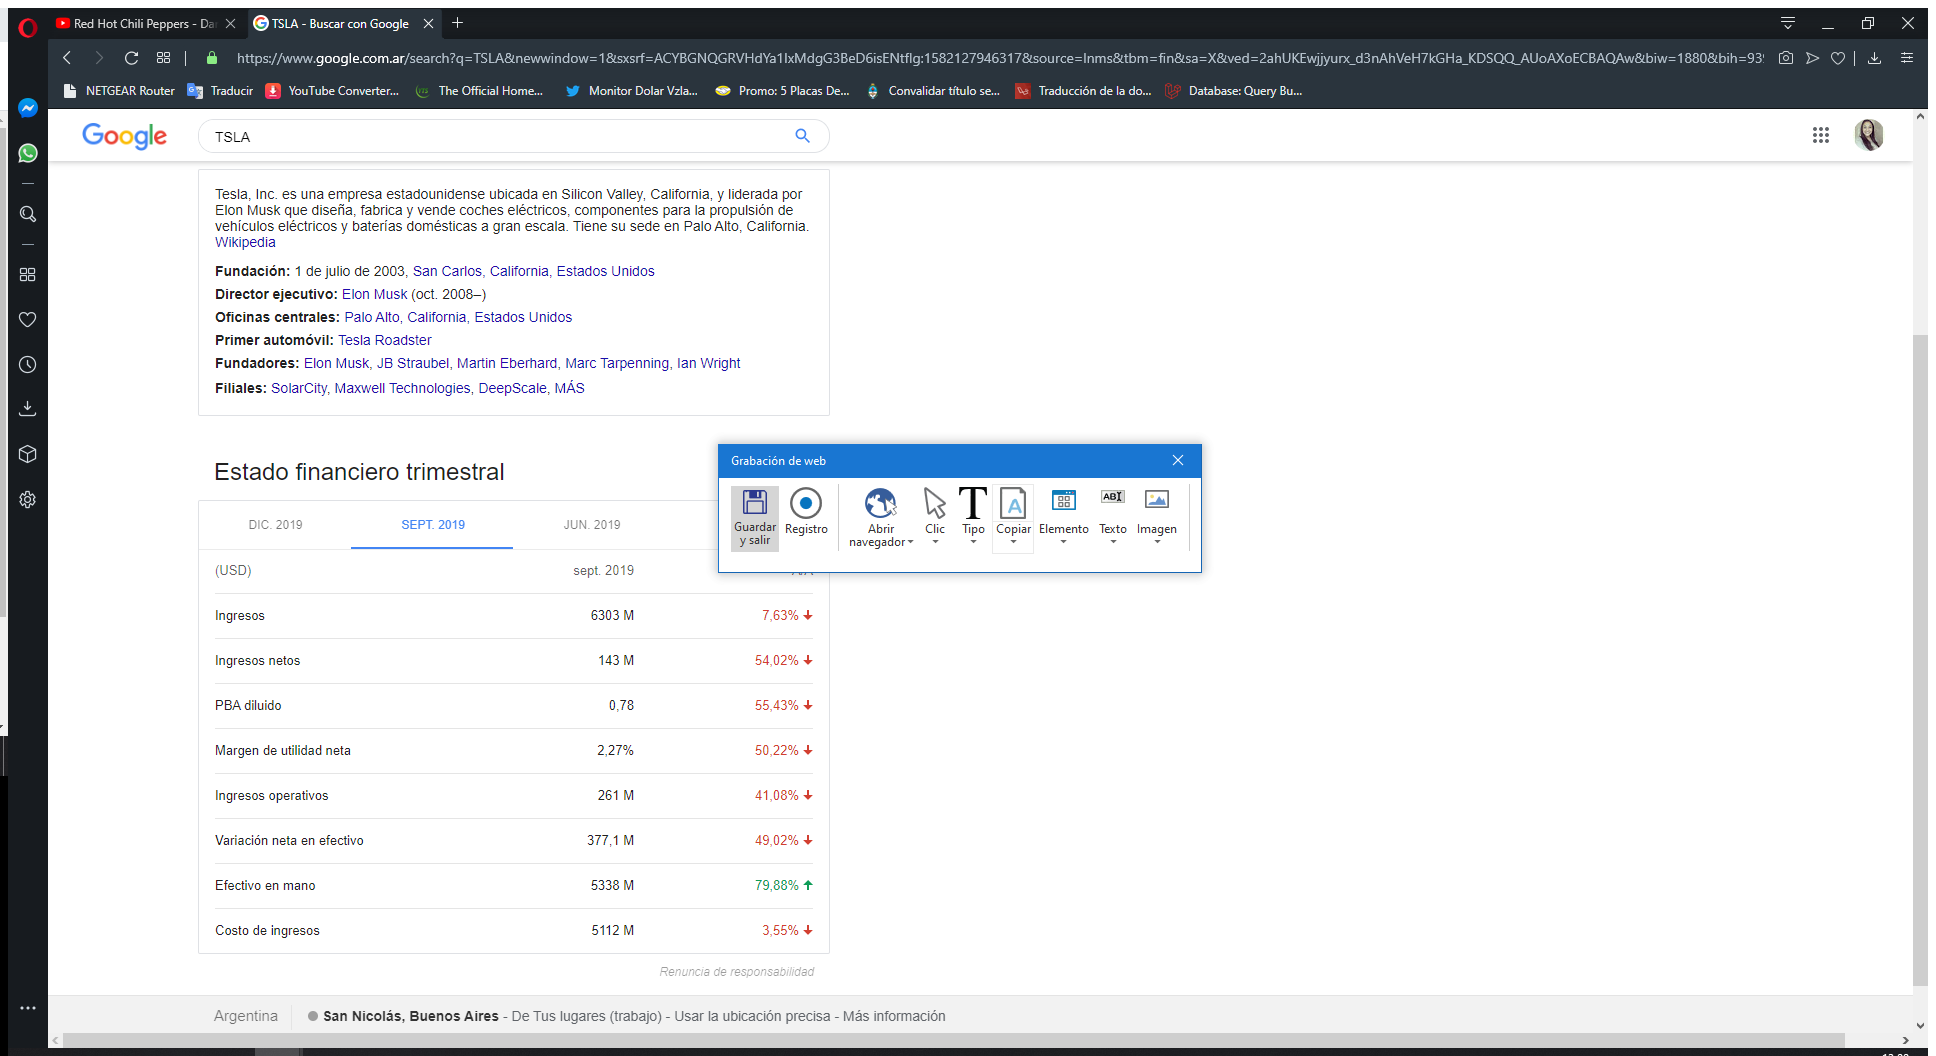 Red Hot Chili Peppers - Da
TSLA - Buscar con Google
https://www.google.com.ar/search?q=TSLA&newwindow=1&sxsrf=ACYBGNQGRVHdYa1IxMdgG3BeD6isENtflg:1582127946317&source=lnms&tbm=fin&sa=X&ved=2ahUKEwjjyurx_d3nAhVeH7kGHa_KDSQQ_AUoAXoECBAQAw&biw=1880&bih=939
NETGEAR Router Traducir YouTube Converter... The Official Home... Monitor Dolar Vzla... Promo: 5 Placas De... Convalidar título se... Traducción de la do... Database: Query Bu...
Google TSLA
Tesla, Inc. es una empresa estadounidense ubicada en Silicon Valley, California, y liderada por
Elon Musk que diseña, fabrica y vende coches eléctricos, componentes para la propulsión de
vehículos eléctricos y baterías domésticas a gran escala. Tiene su sede en Palo Alto, California.
Wikipedia
Fundación: 1 de julio de 2003, San Carlos, California, Estados Unidos
Director ejecutivo: Elon Musk (oct. 2008–)
Oficinas centrales: Palo Alto, California, Estados Unidos
Primer automóvil: Tesla Roadster
Fundadores: Elon Musk, JB Straubel, Martin Eberhard, Marc Tarpenning, Ian Wright
Filiales: SolarCity, Maxwell Technologies, DeepScale, MÁS
Estado financiero trimestral
DIC. 2019 SEPT. 2019 JUN. 2019
Grabación de web
Guardar
y salir
Registro
Abrir
navegador
Clic
Tipo
Copiar
Elemento
Texto
Imagen
(USD) sept. 2019
Ingresos 6303 M 7,63%
Ingresos netos 143 M 54,02%
PBA diluido 0,78 55,43%
Margen de utilidad neta 2,27% 50,22%
Ingresos operativos 261 M 41,08%
Variación neta en efectivo 377,1 M 49,02%
Efectivo en mano 5338 M 79,88%
Costo de ingresos 5112 M 3,55%
Renuncia de responsabilidad
Argentina San Nicolás, Buenos Aires - De Tus lugares (trabajo) - Usar la ubicación precisa - Más información